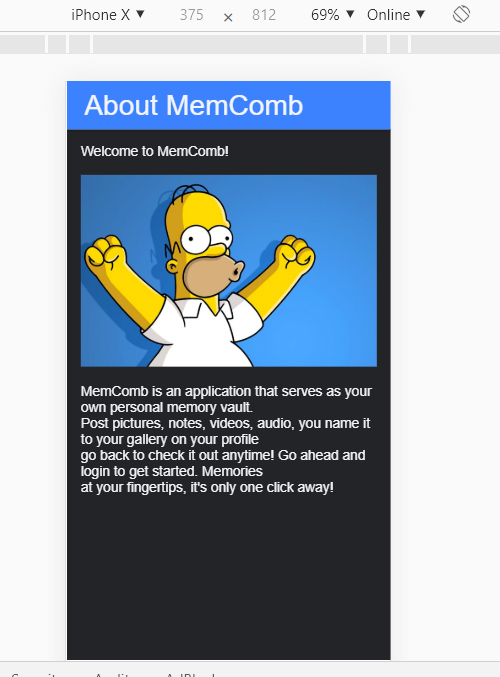 iPhone X ▼ 375 × 812 69% ▼ Online ▼
About MemComb
Welcome to MemComb!
MemComb is an application that serves as your
own personal memory vault.
Post pictures, notes, videos, audio, you name it
to your gallery on your profile
go back to check it out anytime! Go ahead and
login to get started. Memories
at your fingertips, it's only one click away!